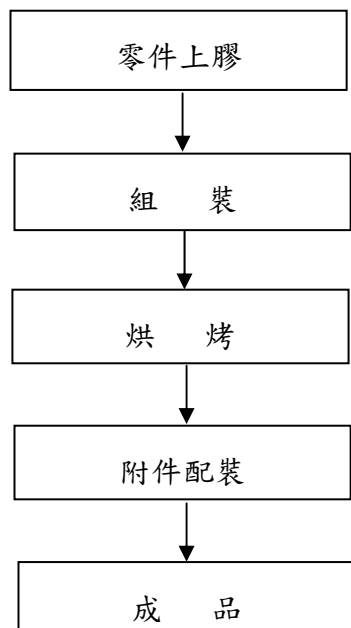 零件上膠
組　裝
烘　烤
附件配裝
成　品